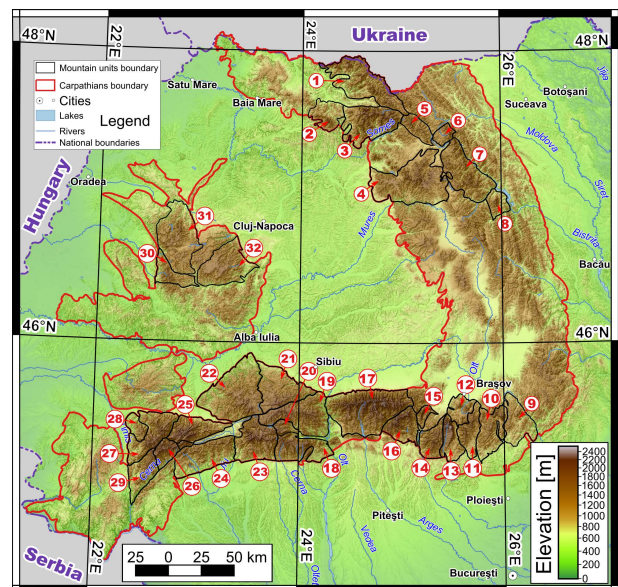 48°N
22°E
24°E
Ukraine
26°E
48°N
Mountain units boundary
Carpathians boundary
Cities
Lakes
Legend
Rivers
National boundaries
Satu Mare
Baia Mare
Suceava
Botoșani
Jijia
Moldova
Siret
Bistrita
Bacău
Someș
Mureș
1
2
3
4
5
6
7
8
Hungary
Oradea
Cluj-Napoca
30
31
32
46°N
46°N
Alba Iulia
Sibiu
Brașov
Olt
22
21
20
19
17
15
12
10
9
28
25
27
29
26
24
23
18
16
14
13
11
Cerna
Olt
Jiu
Cerna
Vedea
Argeș
Olteț
Pitești
Ploiești
București
Serbia
22°E
24°E
26°E
25 0 25 50 km
Elevation [m]
2400
2200
2000
1800
1600
1400
1200
1000
800
600
400
200
0